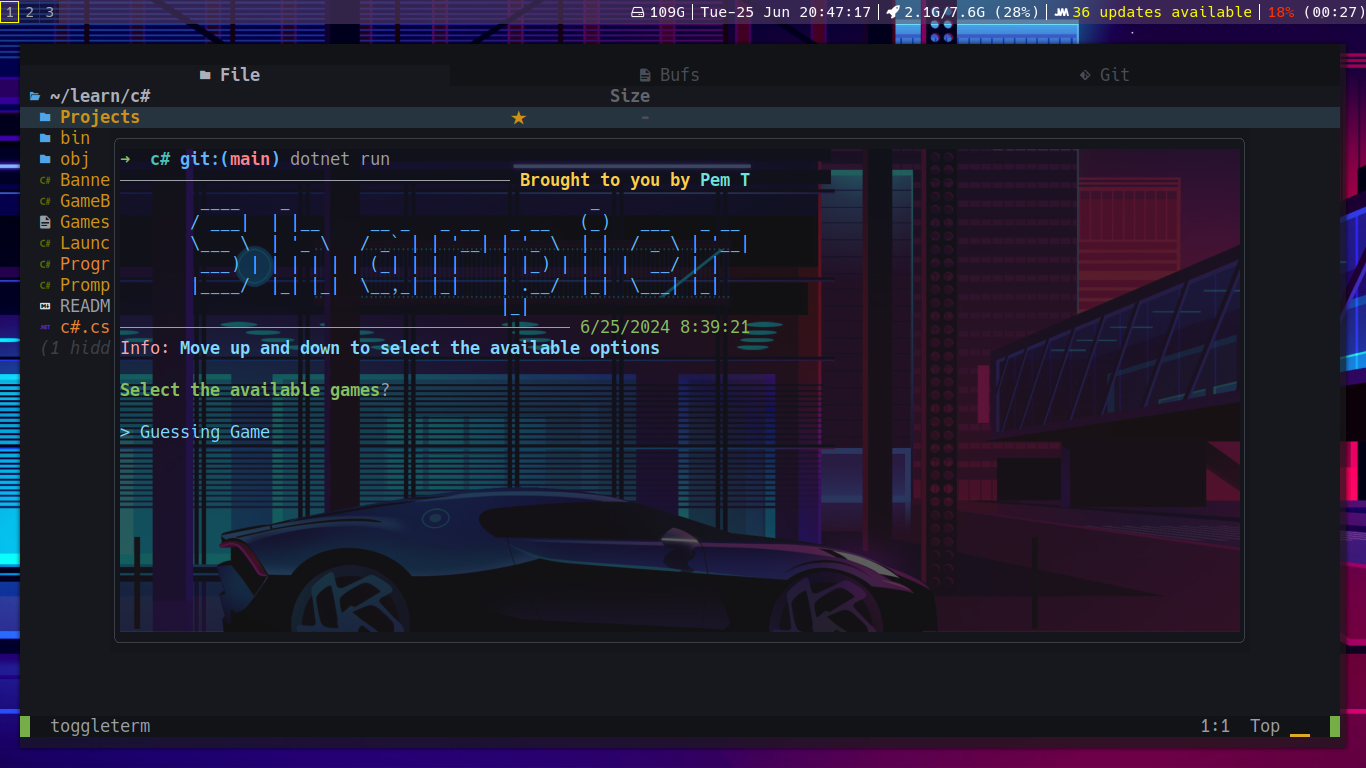 1 2 3 109G Tue-25 Jun 20:47:17 2.1G/7.6G (28%) 36 updates available 18% (00:27)
File Bufs Git
~/learn/c# Size
Projects ★ -
bin
obj
Banne
GameB
Games
Launc
Progr
Promp
READM
c#.cs
(1 hidd
➜ c# git:(main) dotnet run
Brought to you by Pem T
Sharpier
6/25/2024 8:39:21
Info: Move up and down to select the available options
Select the available games?
> Guessing Game
toggleterm 1:1 Top